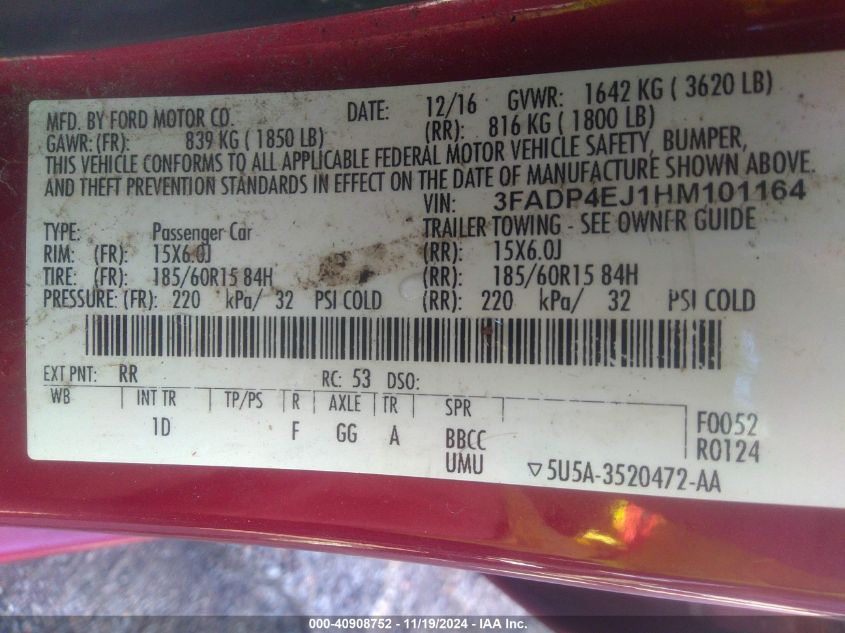 MFD. BY FORD MOTOR CO. DATE: 12/16 GVWR: 1642 KG ( 3620 LB)
GAWR: (FR): 839 KG ( 1850 LB) (RR): 816 KG ( 1800 LB)
THIS VEHICLE CONFORMS TO ALL APPLICABLE FEDERAL MOTOR VEHICLE SAFETY, BUMPER,
AND THEFT PREVENTION STANDARDS IN EFFECT ON THE DATE OF MANUFACTURE SHOWN ABOVE.
VIN: 3FADP4EJ1HM101164
TYPE: Passenger Car TRAILER TOWING - SEE OWNER GUIDE
RIM: (FR): 15X6.0J (RR): 15X6.0J
TIRE: (FR): 185/60R15 84H (RR): 185/60R15 84H
PRESSURE: (FR): 220 kPa/ 32 PSI COLD (RR): 220 kPa/ 32 PSI COLD
EXT PNT: RR RC: 53 DSO:
WB INT TR TP/PS R AXLE TR SPR
1D F GG A BBCC
UMU
F0052
R0124
▽5U5A-3520472-AA
000-40908752 — 11/19/2024 — IAA Inc.